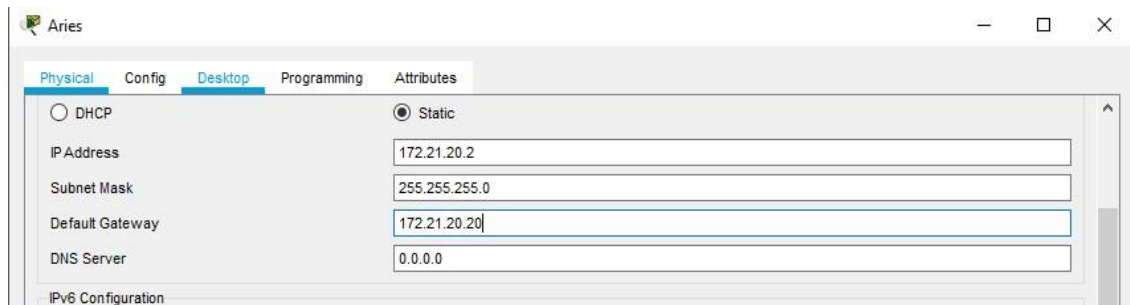 Aries
Physical Config Desktop Programming Attributes
DHCP Static
IP Address 172.21.20.2
Subnet Mask 255.255.255.0
Default Gateway 172.21.20.20
DNS Server 0.0.0.0
IPv6 Configuration